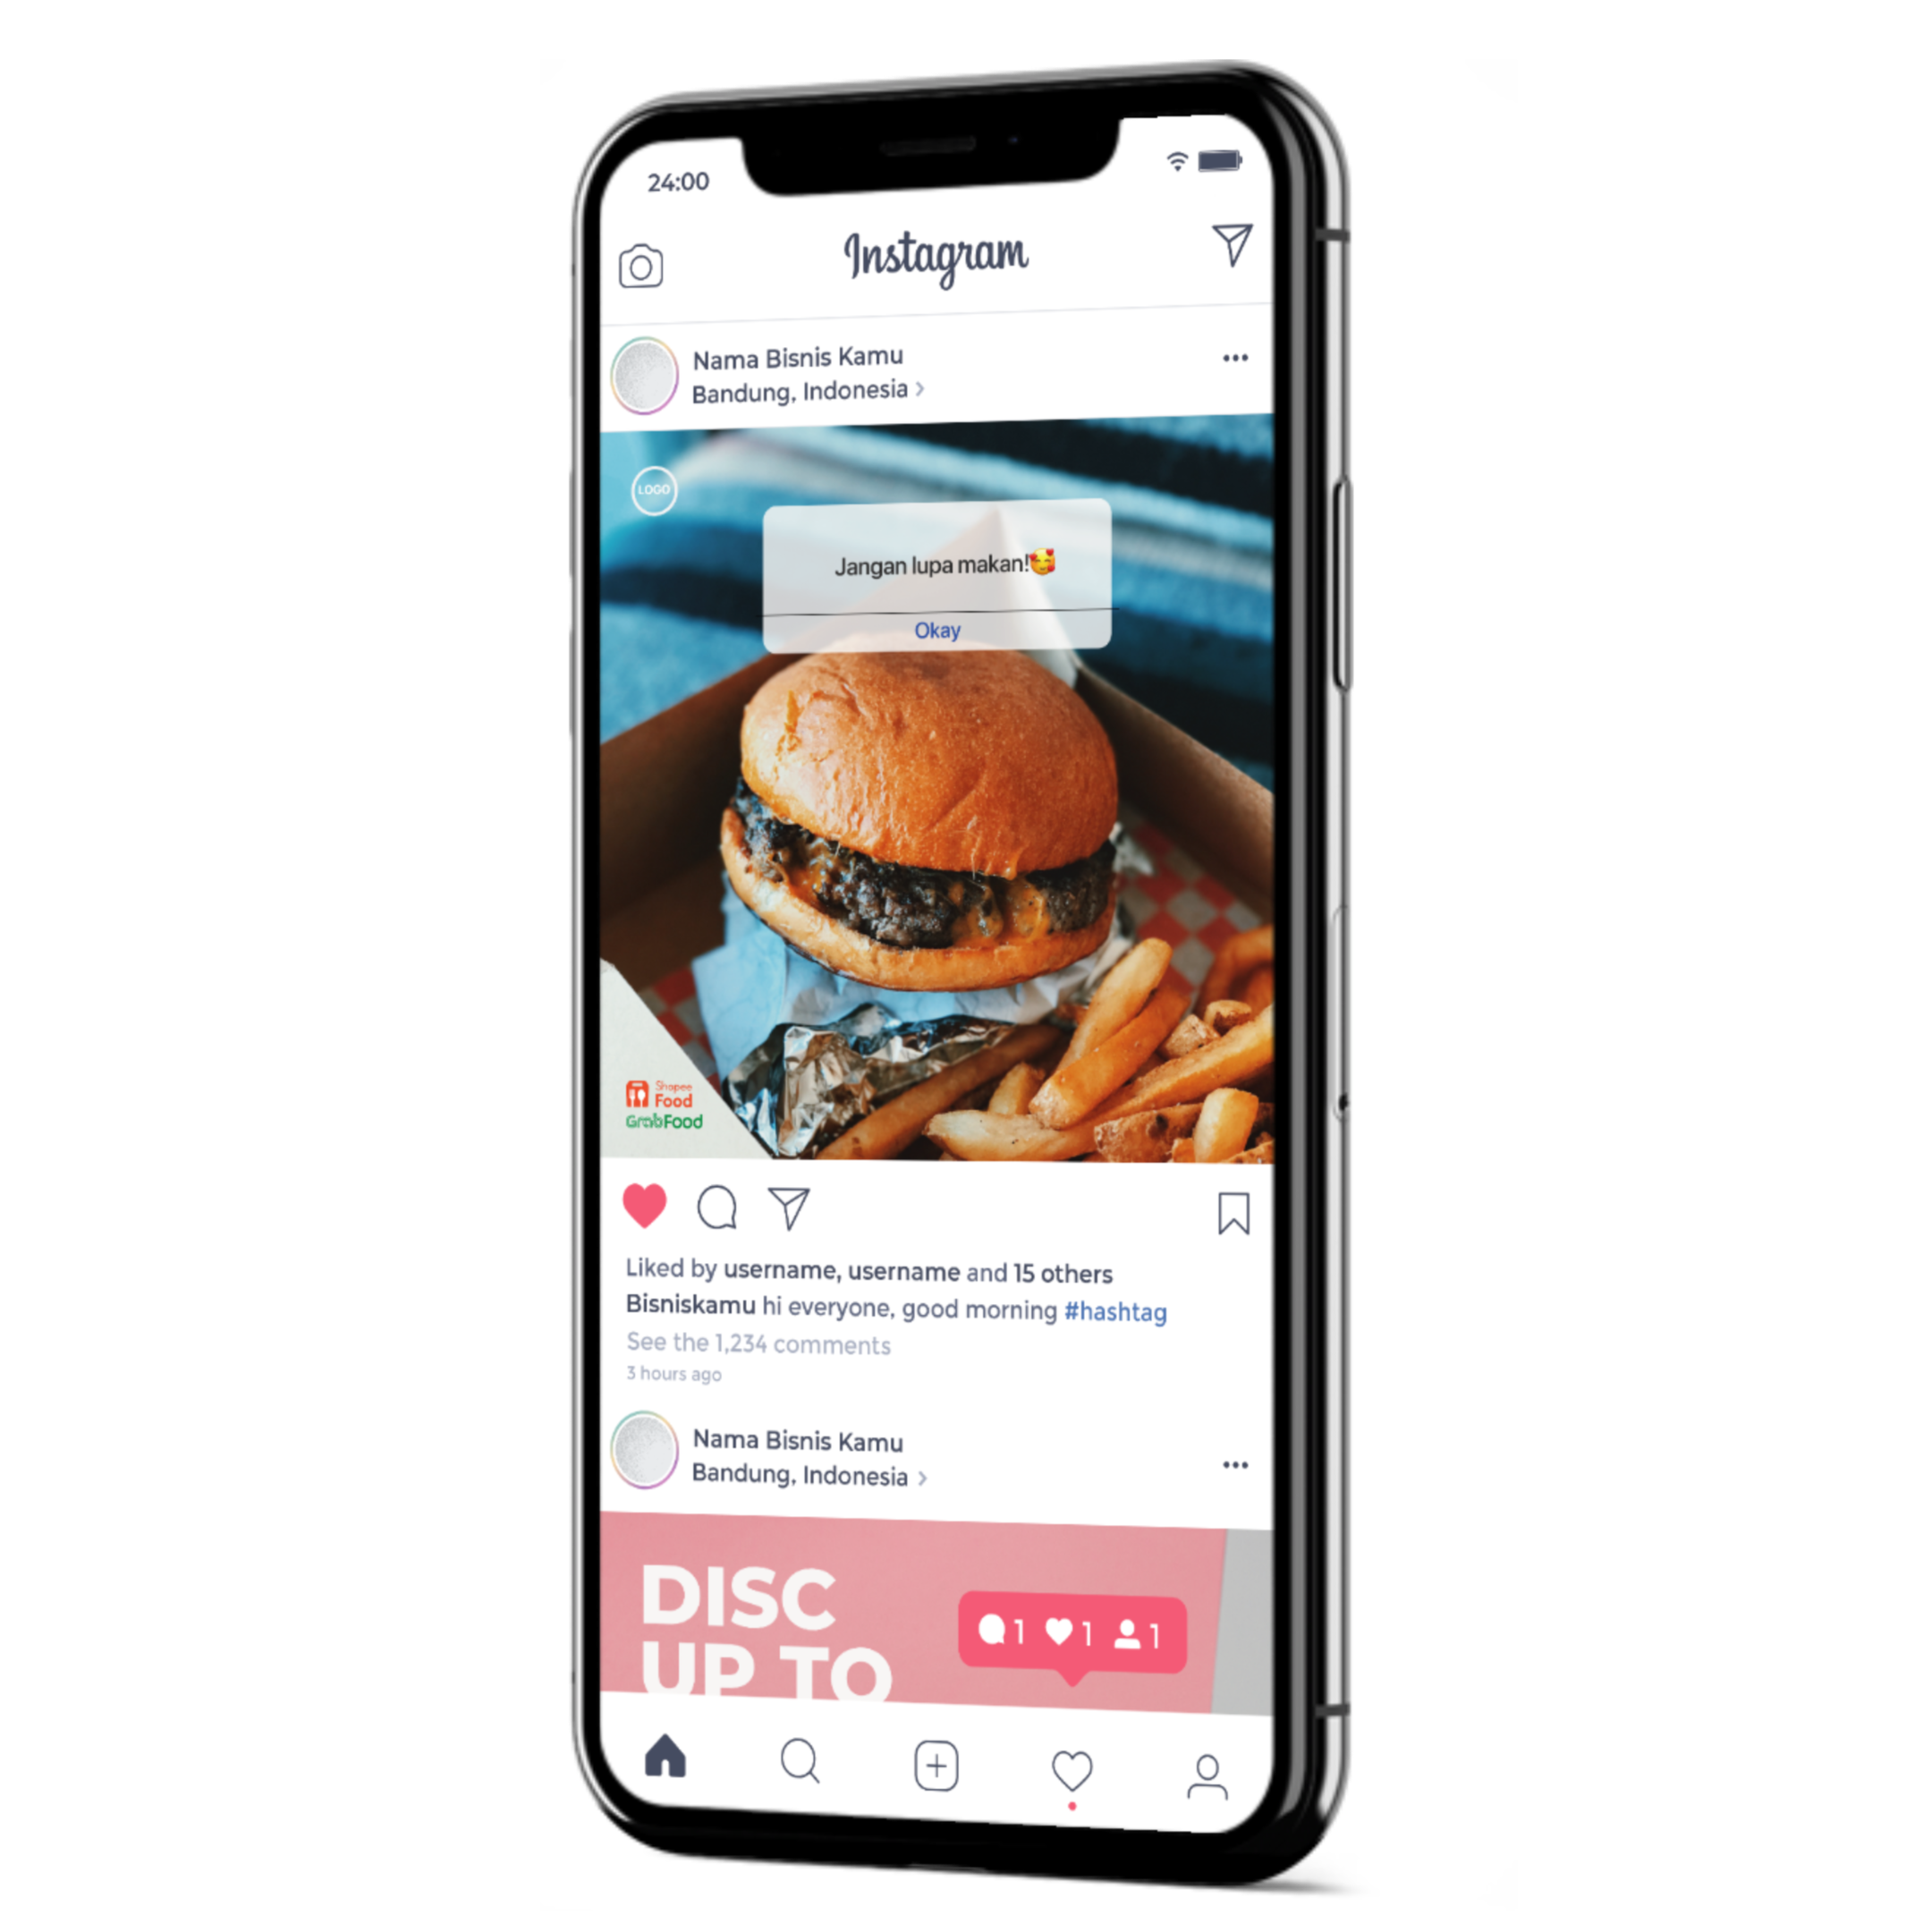 24:00
Instagram
Nama Bisnis Kamu
Bandung, Indonesia >
LOGO
Jangan lupa makan!🥰
Okay
Shopee
Food
GrabFood
Liked by username, username and 15 others
Bisniskamu hi everyone, good morning #hashtag
See the 1,234 comments
3 hours ago
Nama Bisnis Kamu
Bandung, Indonesia >
DISC
UP TO
1 1 1